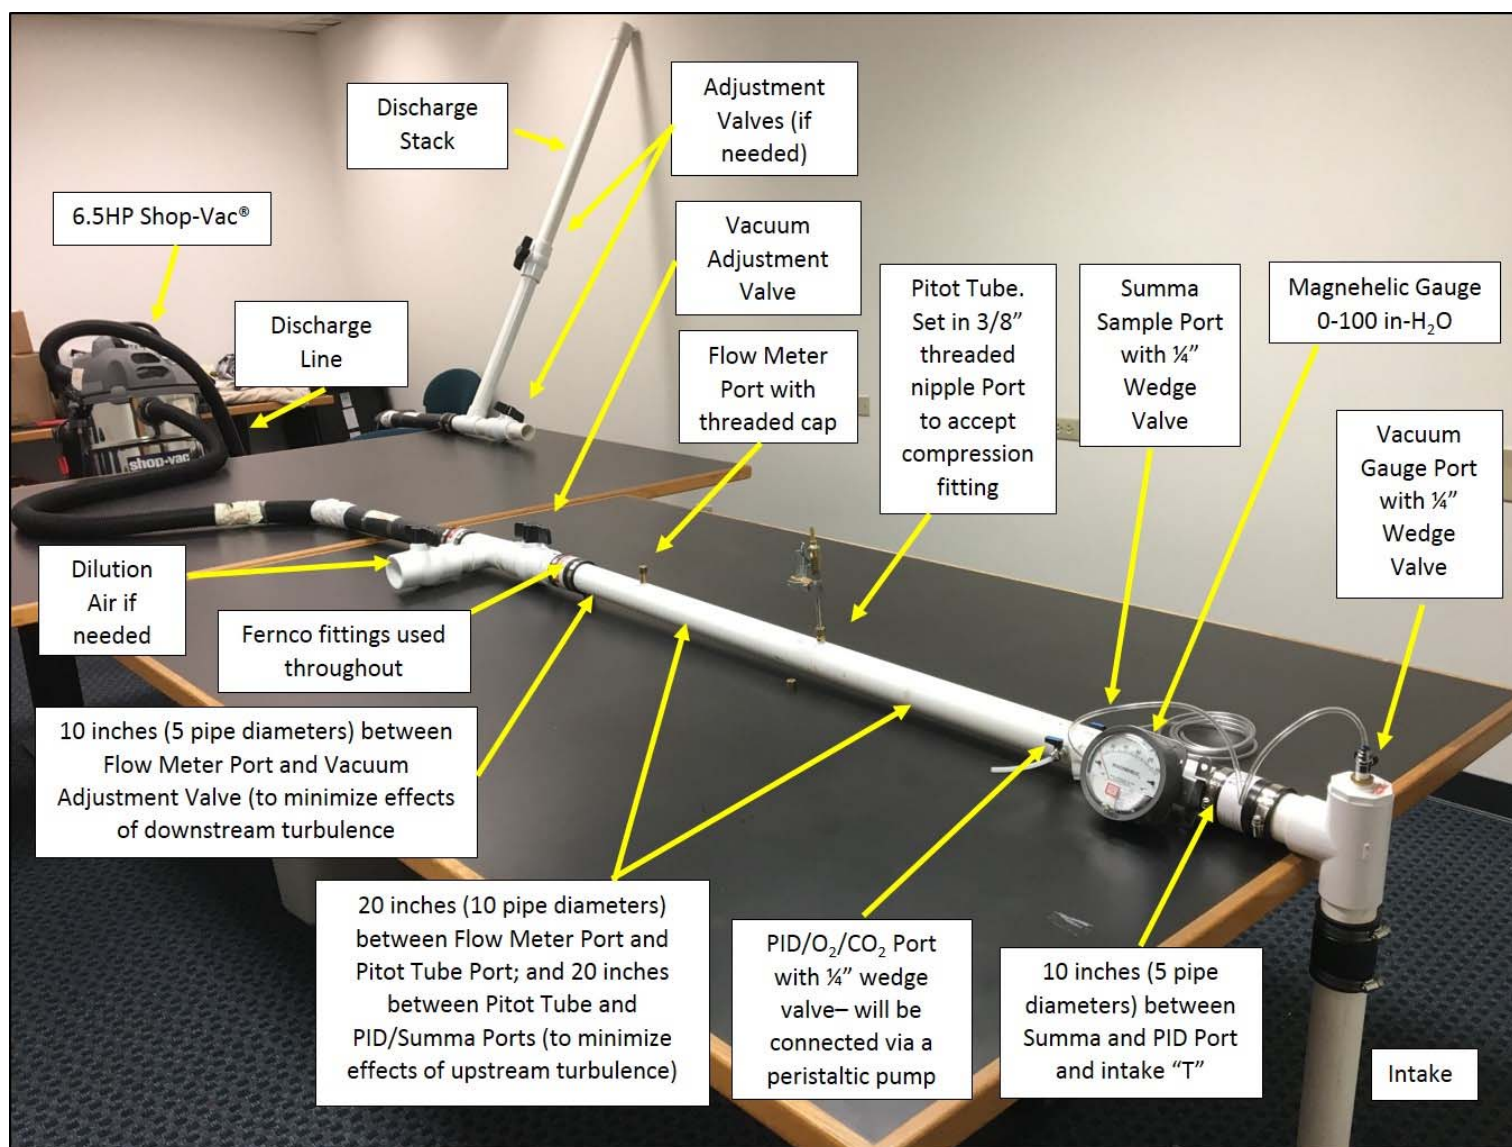 Discharge
Stack
Adjustment
Valves (if
needed)
6.5HP Shop-Vac®
Vacuum
Adjustment
Valve
Discharge
Line
Flow Meter
Port with
threaded cap
Pitot Tube.
Set in 3/8”
threaded
nipple Port
to accept
compression
fitting
Summa
Sample Port
with ¼”
Wedge
Valve
Magnehelic Gauge
0-100 in-H₂O
Vacuum
Gauge Port
with ¼”
Wedge
Valve
shop-vac
Dilution
Air if
needed
Fernco fittings used
throughout
10 inches (5 pipe diameters) between
Flow Meter Port and Vacuum
Adjustment Valve (to minimize effects
of downstream turbulence
20 inches (10 pipe diameters)
between Flow Meter Port and
Pitot Tube Port; and 20 inches
between Pitot Tube and
PID/Summa Ports (to minimize
effects of upstream turbulence)
PID/O₂/CO₂ Port
with ¼” wedge
valve– will be
connected via a
peristaltic pump
10 inches (5 pipe
diameters) between
Summa and PID Port
and intake “T”
Intake